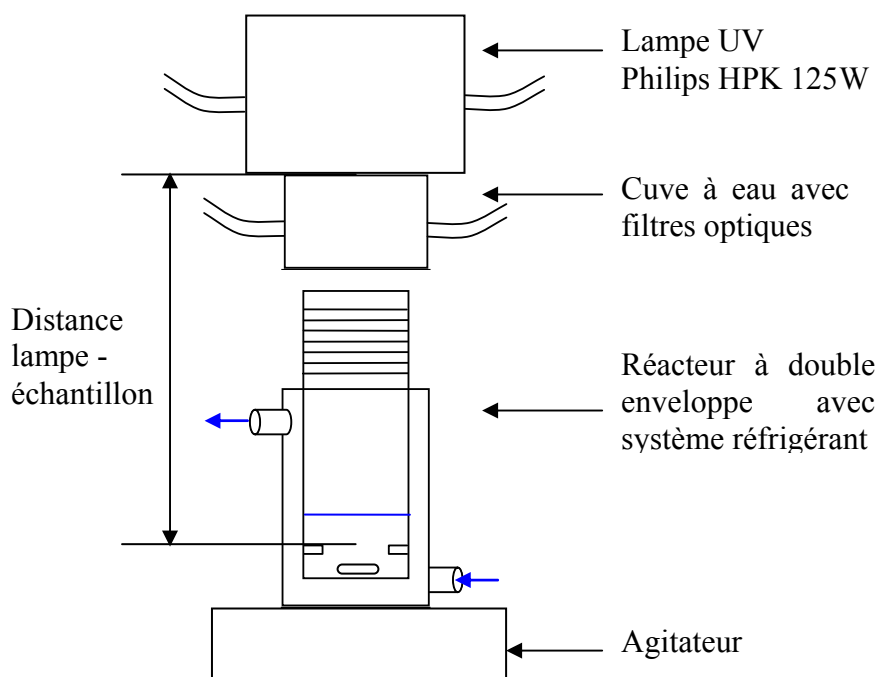 Lampe UV
Philips HPK 125W
Cuve à eau avec
filtres optiques
Distance
lampe -
échantillon
Réacteur à double
enveloppe avec
système réfrigérant
Agitateur